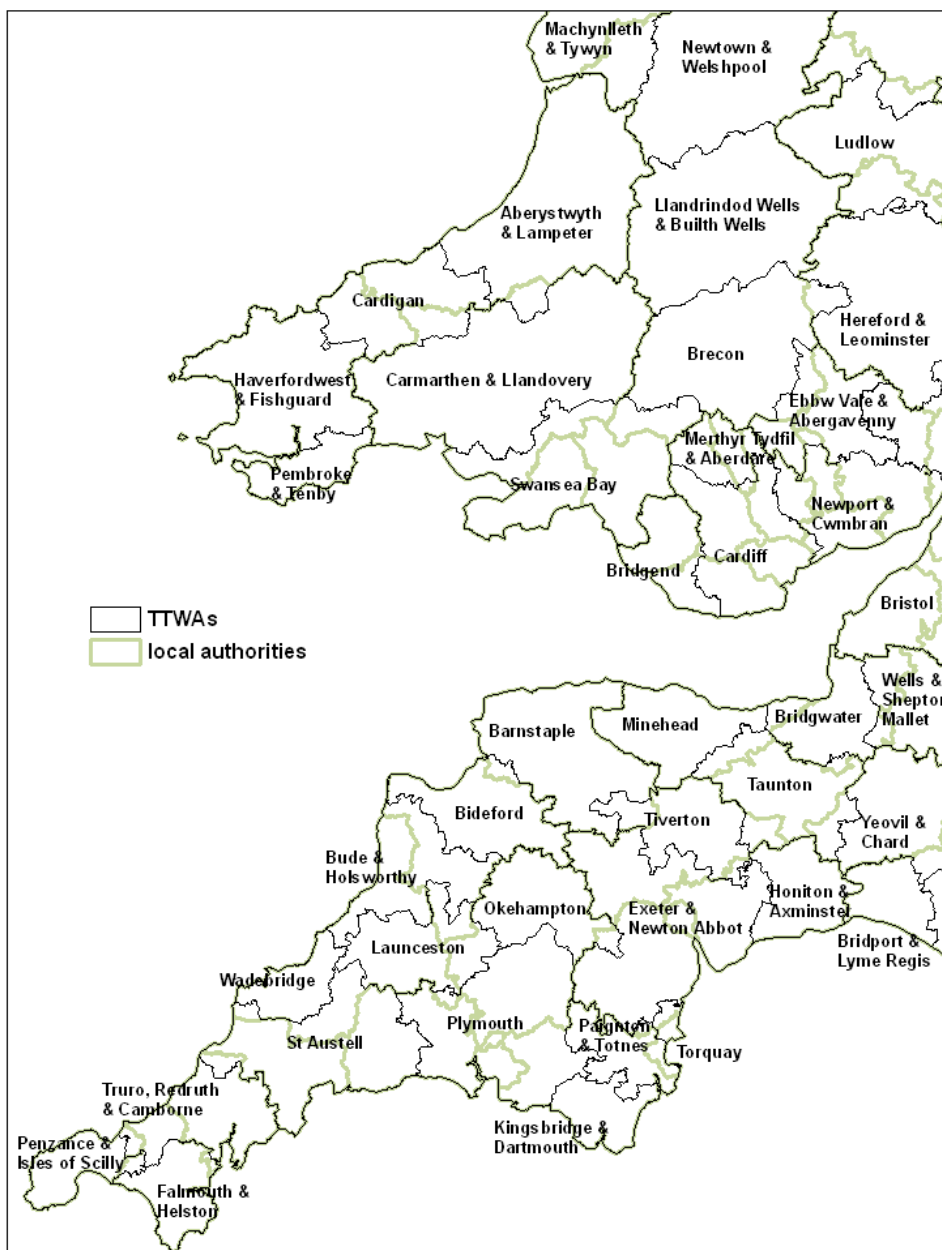 Machynlleth
& Tywyn
Newtown &
Welshpool
Ludlow
Aberystwyth
& Lampeter
Llandrindod Wells
& Builth Wells
Cardigan
Hereford &
Leominster
Brecon
Haverfordwest
& Fishguard
Carmarthen & Llandovery
Ebbw Vale &
Abergavenny
Merthyr Tydfil
& Aberdare
Pembroke
& Tenby
Swansea Bay
Newport &
Cwmbran
Cardiff
Bridgend
Bristol
TTWAs
local authorities
Wells &
Shepton
Mallet
Bridgwater
Minehead
Barnstaple
Taunton
Bideford
Tiverton
Yeovil &
Chard
Bude &
Holsworthy
Okehampton
Exeter &
Newton Abbot
Honiton &
Axminster
Launceston
Bridport &
Lyme Regis
Wadebridge
Plymouth
Paignton
& Totnes
St Austell
Torquay
Truro, Redruth
& Camborne
Kingsbridge &
Dartmouth
Penzance &
Isles of Scilly
Falmouth &
Helston